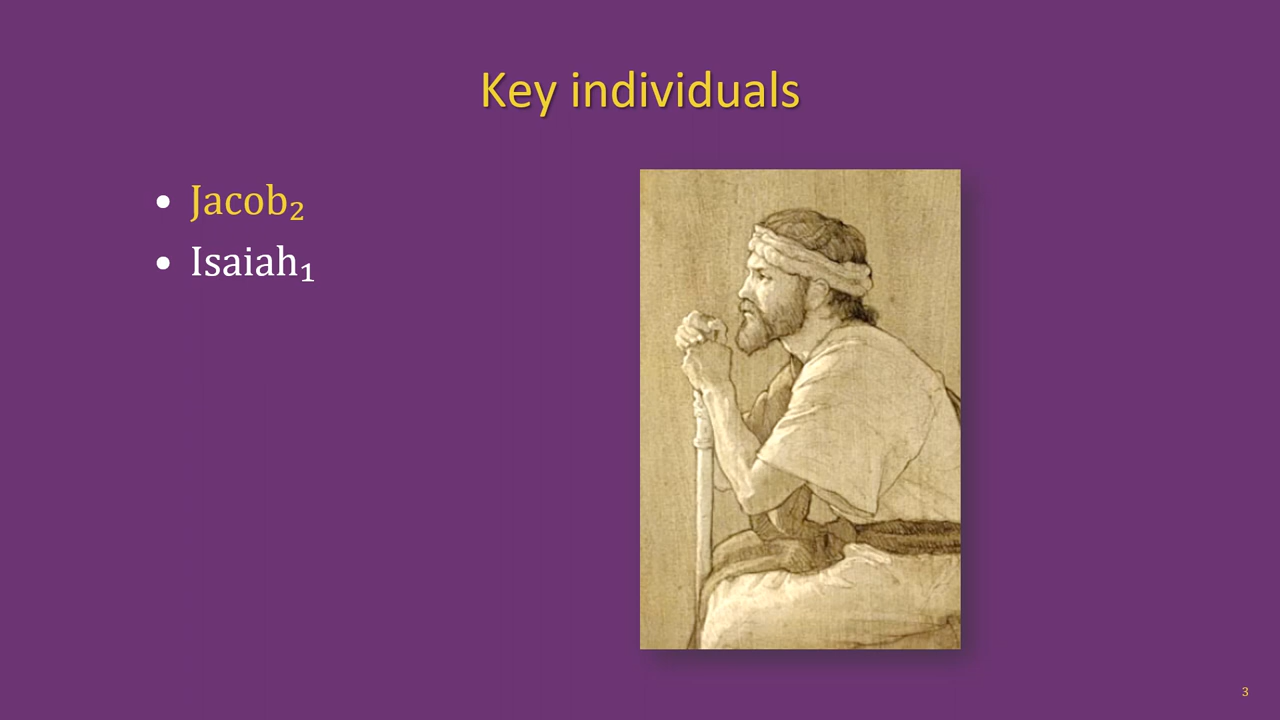 Key individuals
• Jacob₂
• Isaiah₁
3